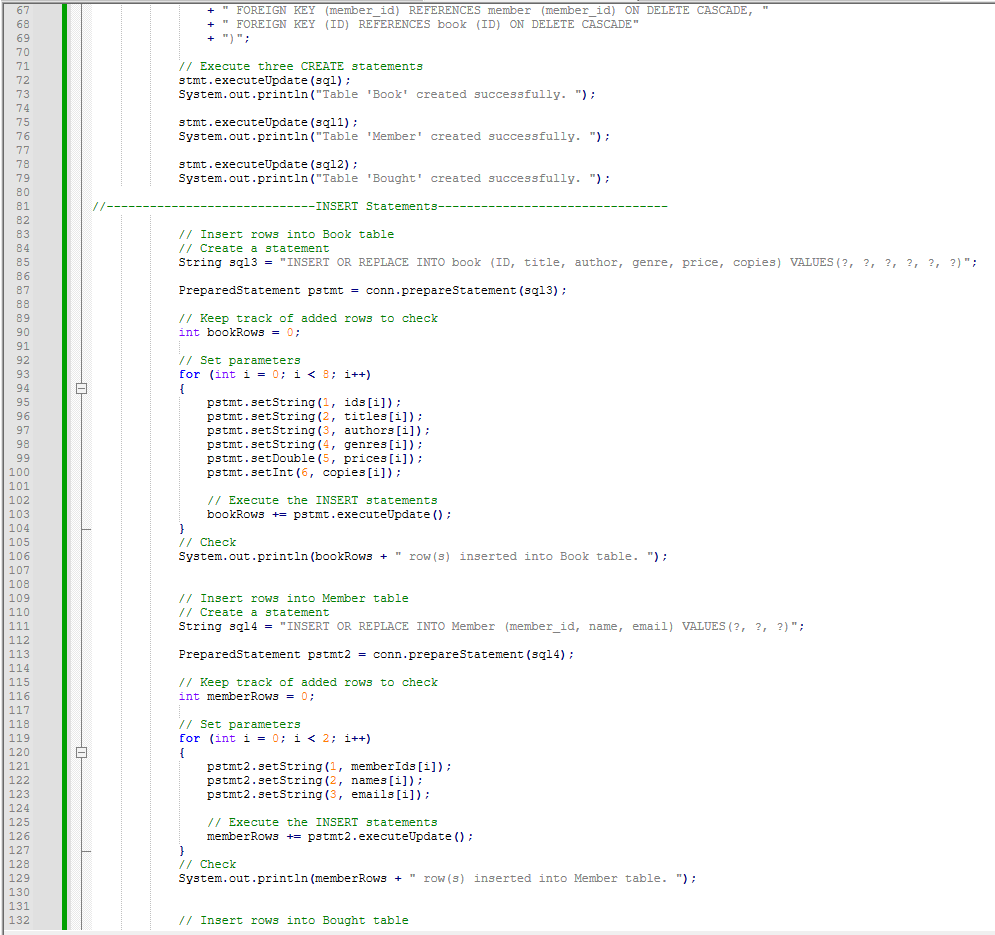 67 + " FOREIGN KEY (member_id) REFERENCES member (member_id) ON DELETE CASCADE, "
68 + " FOREIGN KEY (ID) REFERENCES book (ID) ON DELETE CASCADE"
69 + ")";
70
71 // Execute three CREATE statements
72 stmt.executeUpdate(sql);
73 System.out.println("Table 'Book' created successfully. ");
74
75 stmt.executeUpdate(sql1);
76 System.out.println("Table 'Member' created successfully. ");
77
78 stmt.executeUpdate(sql2);
79 System.out.println("Table 'Bought' created successfully. ");
80
81 //-----------------------------INSERT Statements--------------------------------
82
83 // Insert rows into Book table
84 // Create a statement
85 String sql3 = "INSERT OR REPLACE INTO book (ID, title, author, genre, price, copies) VALUES(?, ?, ?, ?, ?, ?)";
86
87 PreparedStatement pstmt = conn.prepareStatement(sql3);
88
89 // Keep track of added rows to check
90 int bookRows = 0;
91
92 // Set parameters
93 for (int i = 0; i < 8; i++)
94 {
95 pstmt.setString(1, ids[i]);
96 pstmt.setString(2, titles[i]);
97 pstmt.setString(3, authors[i]);
98 pstmt.setString(4, genres[i]);
99 pstmt.setDouble(5, prices[i]);
100 pstmt.setInt(6, copies[i]);
101
102 // Execute the INSERT statements
103 bookRows += pstmt.executeUpdate();
104 }
105 // Check
106 System.out.println(bookRows + " row(s) inserted into Book table. ");
107
108
109 // Insert rows into Member table
110 // Create a statement
111 String sql4 = "INSERT OR REPLACE INTO Member (member_id, name, email) VALUES(?, ?, ?)";
112
113 PreparedStatement pstmt2 = conn.prepareStatement(sql4);
114
115 // Keep track of added rows to check
116 int memberRows = 0;
117
118 // Set parameters
119 for (int i = 0; i < 2; i++)
120 {
121 pstmt2.setString(1, memberIds[i]);
122 pstmt2.setString(2, names[i]);
123 pstmt2.setString(3, emails[i]);
124
125 // Execute the INSERT statements
126 memberRows += pstmt2.executeUpdate();
127 }
128 // Check
129 System.out.println(memberRows + " row(s) inserted into Member table. ");
130
131
132 // Insert rows into Bought table